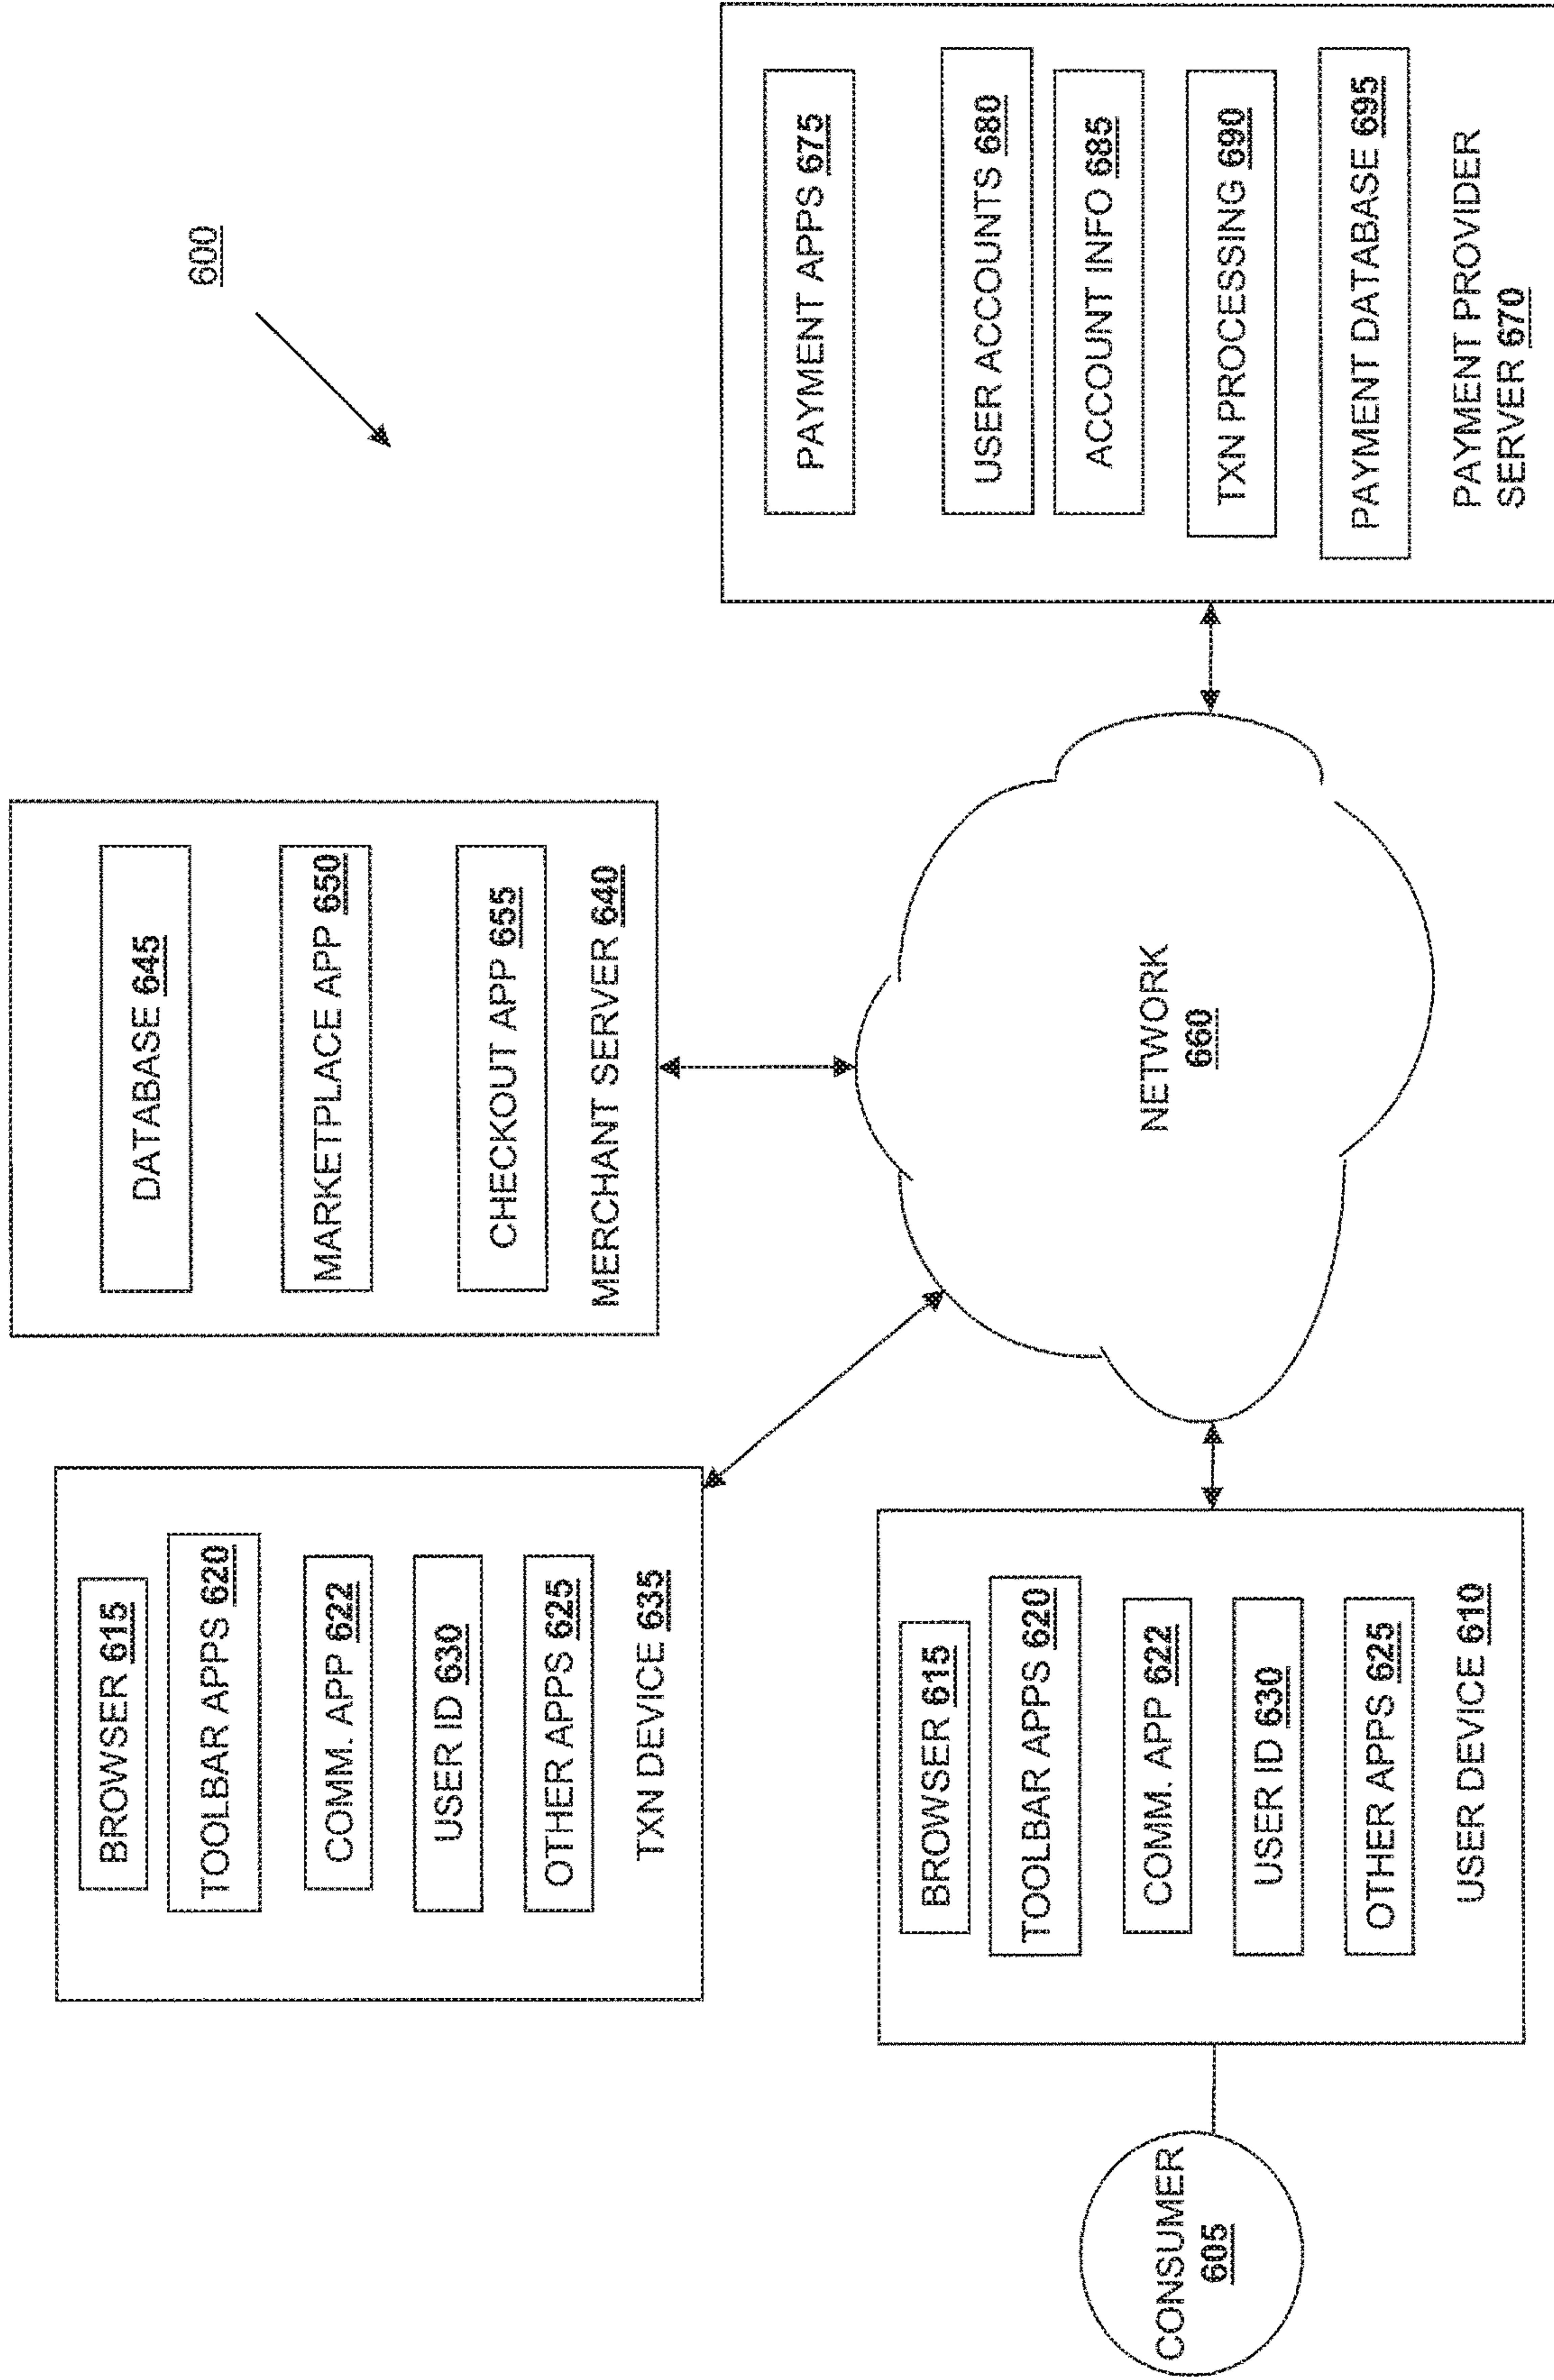 600
DATABASE 645
MARKETPLACE APP 650
CHECKOUT APP 655
MERCHANT SERVER 640
BROWSER 615
TOOLBAR APPS 620
COMM. APP 622
USER ID 630
OTHER APPS 625
TXN DEVICE 635
CONSUMER
605
BROWSER 615
TOOLBAR APPS 620
COMM. APP 622
USER ID 630
OTHER APPS 625
USER DEVICE 610
NETWORK
660
PAYMENT APPS 675
USER ACCOUNTS 680
ACCOUNT INFO 685
TXN PROCESSING 690
PAYMENT DATABASE 695
PAYMENT PROVIDER
SERVER 670